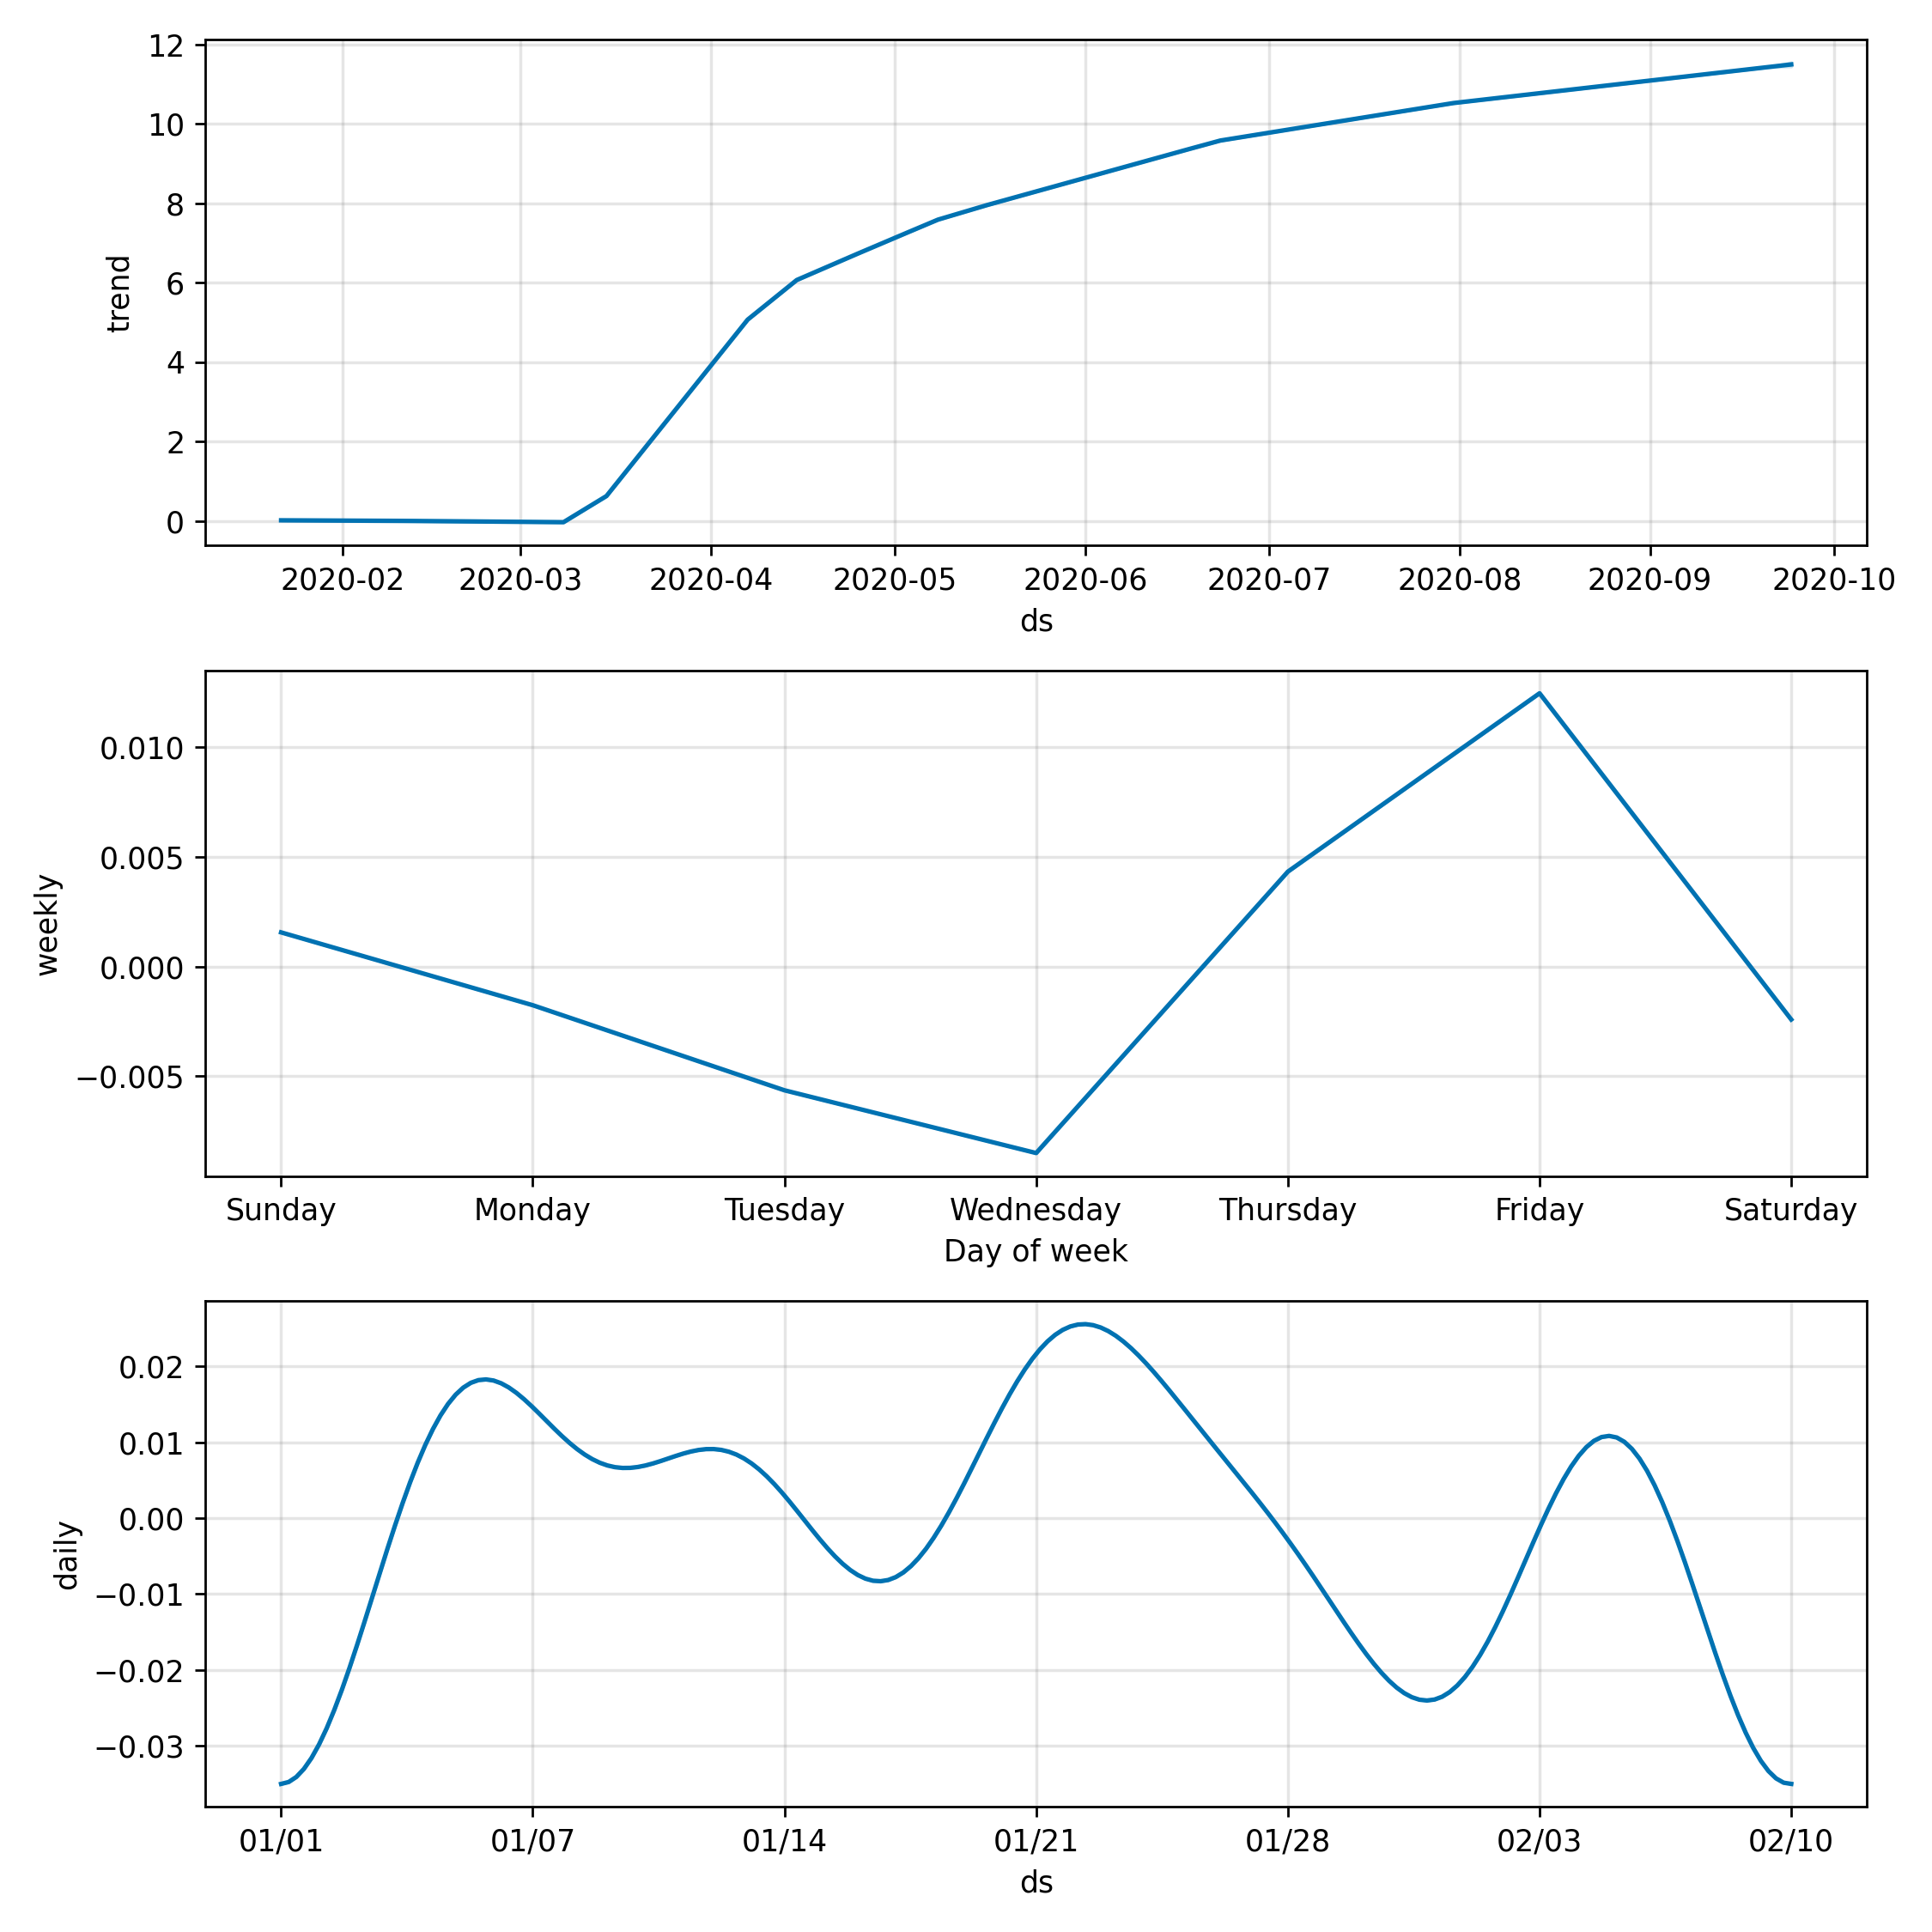 12
10
8
6
4
2
0
trend
2020-02 2020-03 2020-04 2020-05 2020-06 2020-07 2020-08 2020-09 2020-10
ds
0.010
0.005
0.000
−0.005
weekly
Sunday Monday Tuesday Wednesday Thursday Friday Saturday
Day of week
0.02
0.01
0.00
−0.01
−0.02
−0.03
daily
01/01 01/07 01/14 01/21 01/28 02/03 02/10
ds